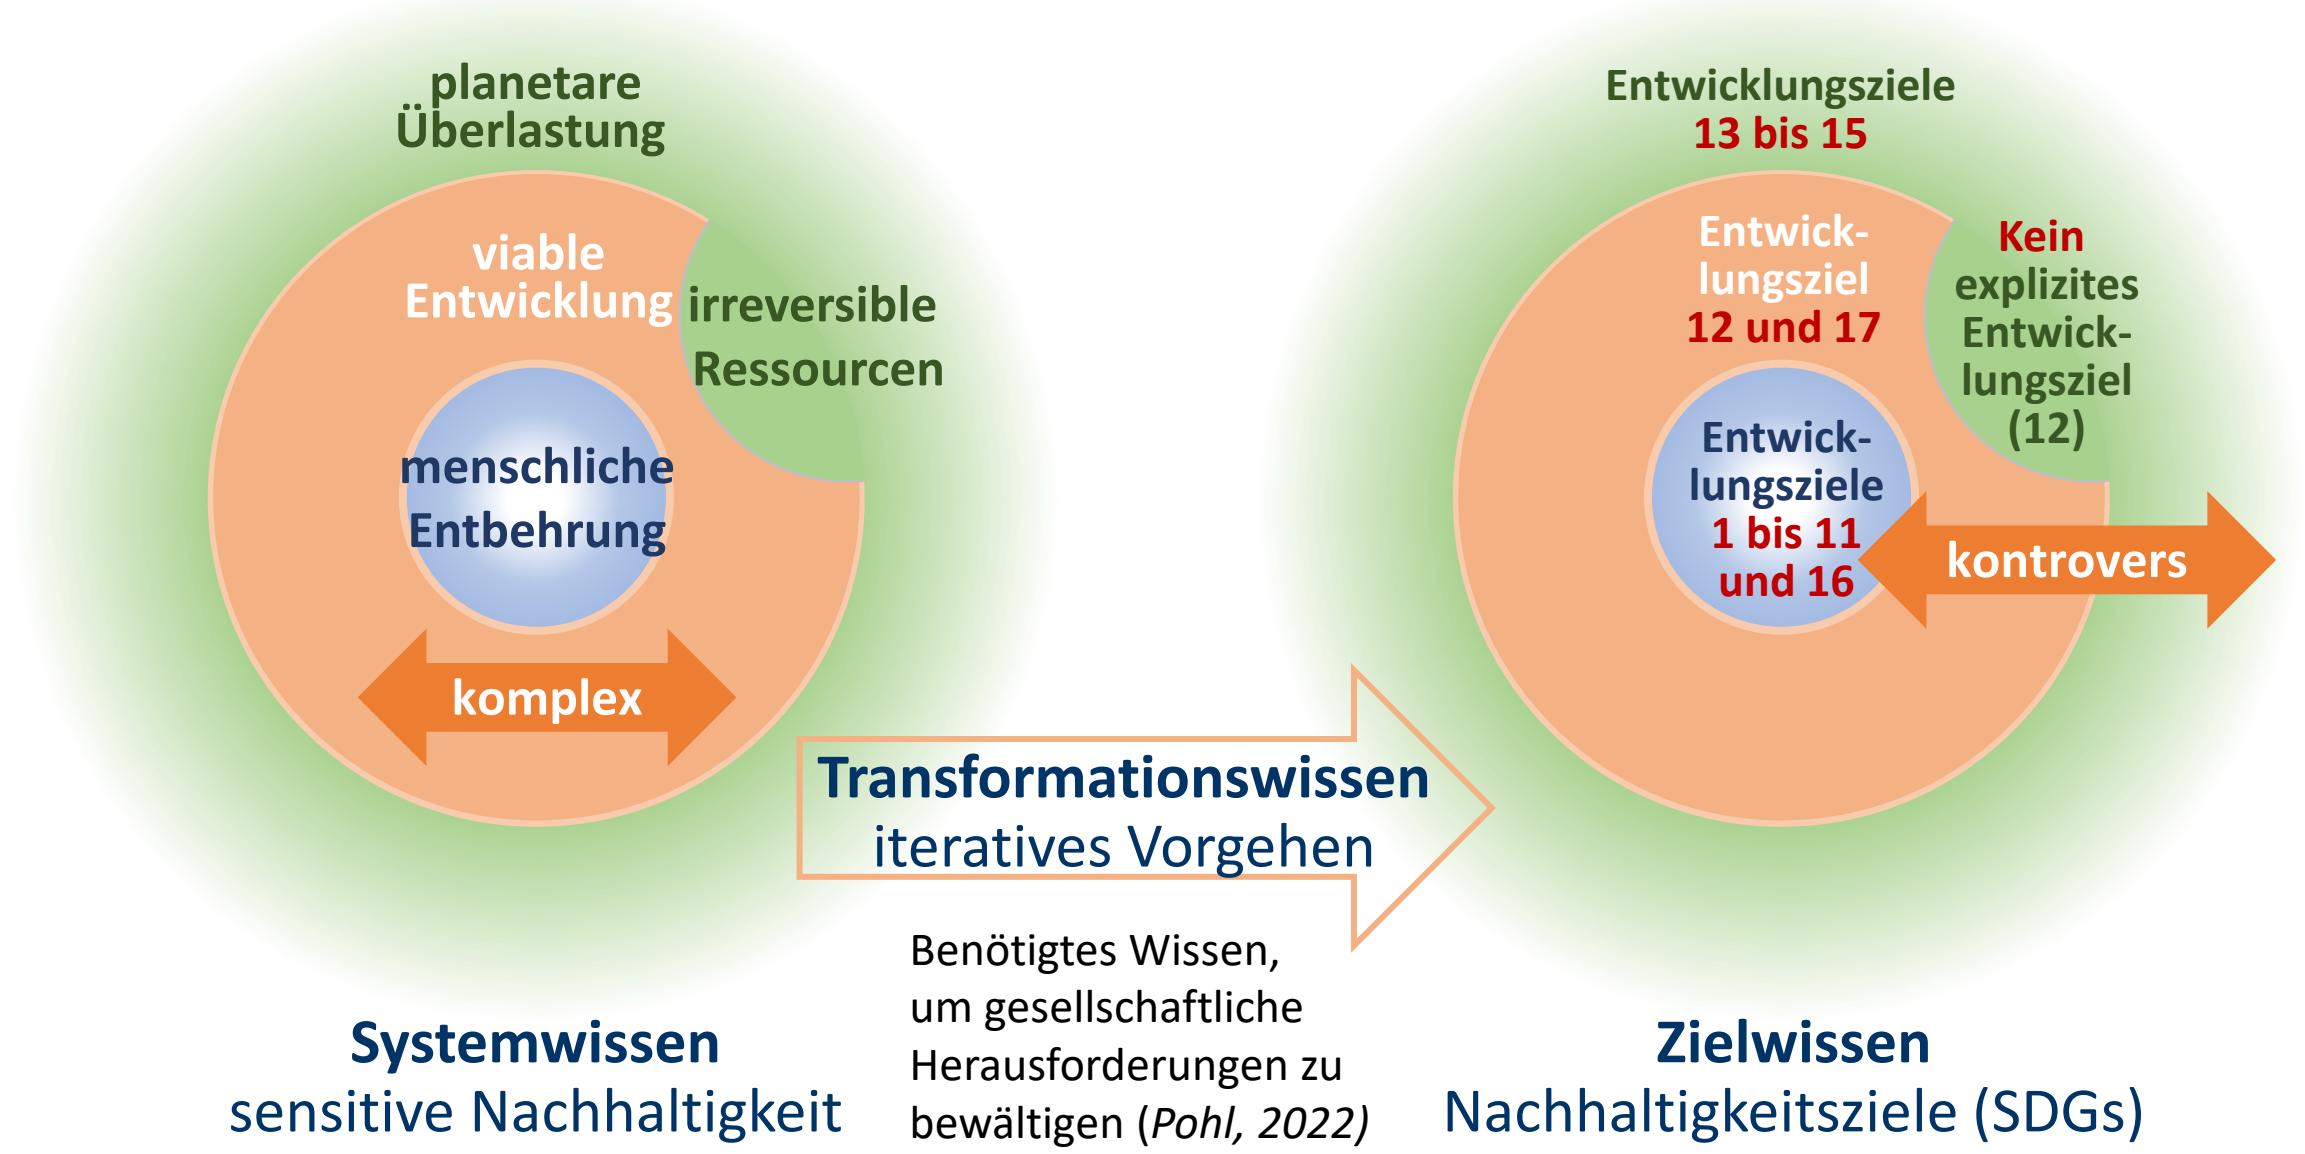 planetare
Überlastung
viable
Entwicklung
irreversible
Ressourcen
menschliche
Entbehrung
komplex
Systemwissen
sensitive Nachhaltigkeit
Transformationswissen
iteratives Vorgehen
Benötigtes Wissen,
um gesellschaftliche
Herausforderungen zu
bewältigen (Pohl, 2022)
Entwicklungsziele
13 bis 15
Entwick-
lungsziel
12 und 17
Kein
explizites
Entwick-
lungsziel
(12)
Entwick-
lungsziele
1 bis 11
und 16
kontrovers
Zielwissen
Nachhaltigkeitsziele (SDGs)